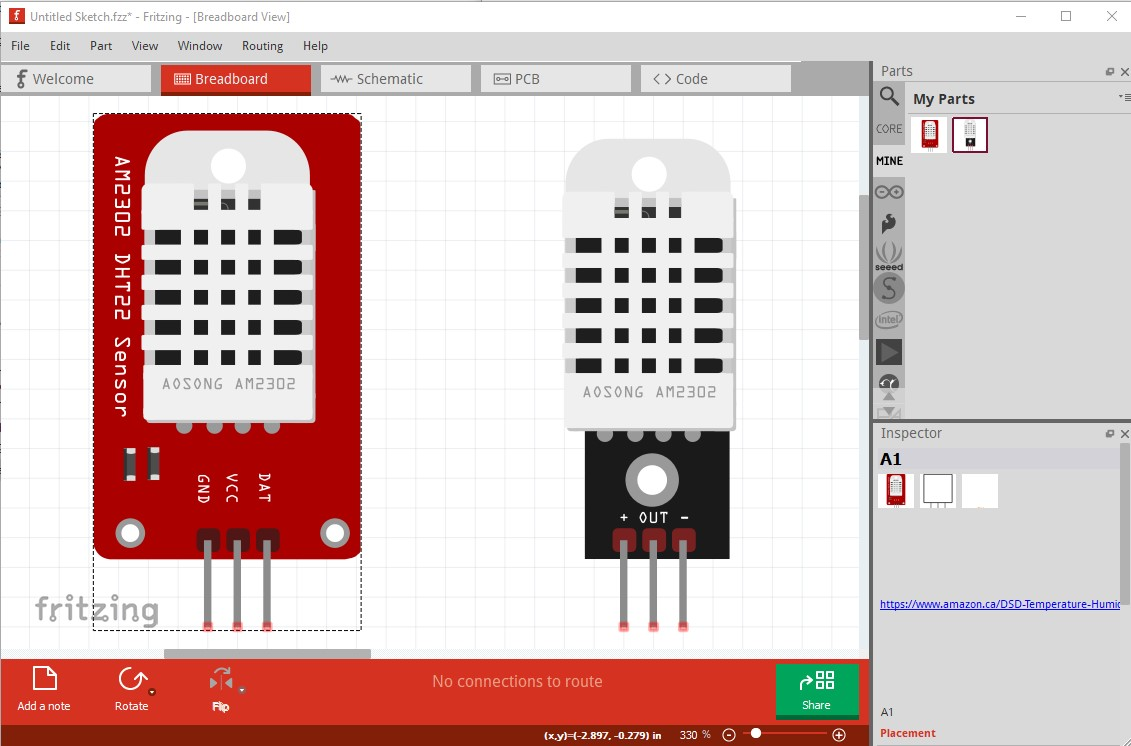 Untitled Sketch.fzz* - Fritzing - [Breadboard View]
File Edit Part View Window Routing Help
Welcome Breadboard Schematic PCB Code
Parts
My Parts
CORE
MINE
seeed
intel
AM2302 DHT22 Sensor
AOSONG AM2302
GND VCC DAT
AOSONG AM2302
+ OUT -
fritzing
Inspector
A1
https://www.amazon.ca/DSD-Temperature-Humic
A1
Placement
Add a note
Rotate
Flip
No connections to route
Share
(x,y)=(-2.897, -0.279) in 330 %